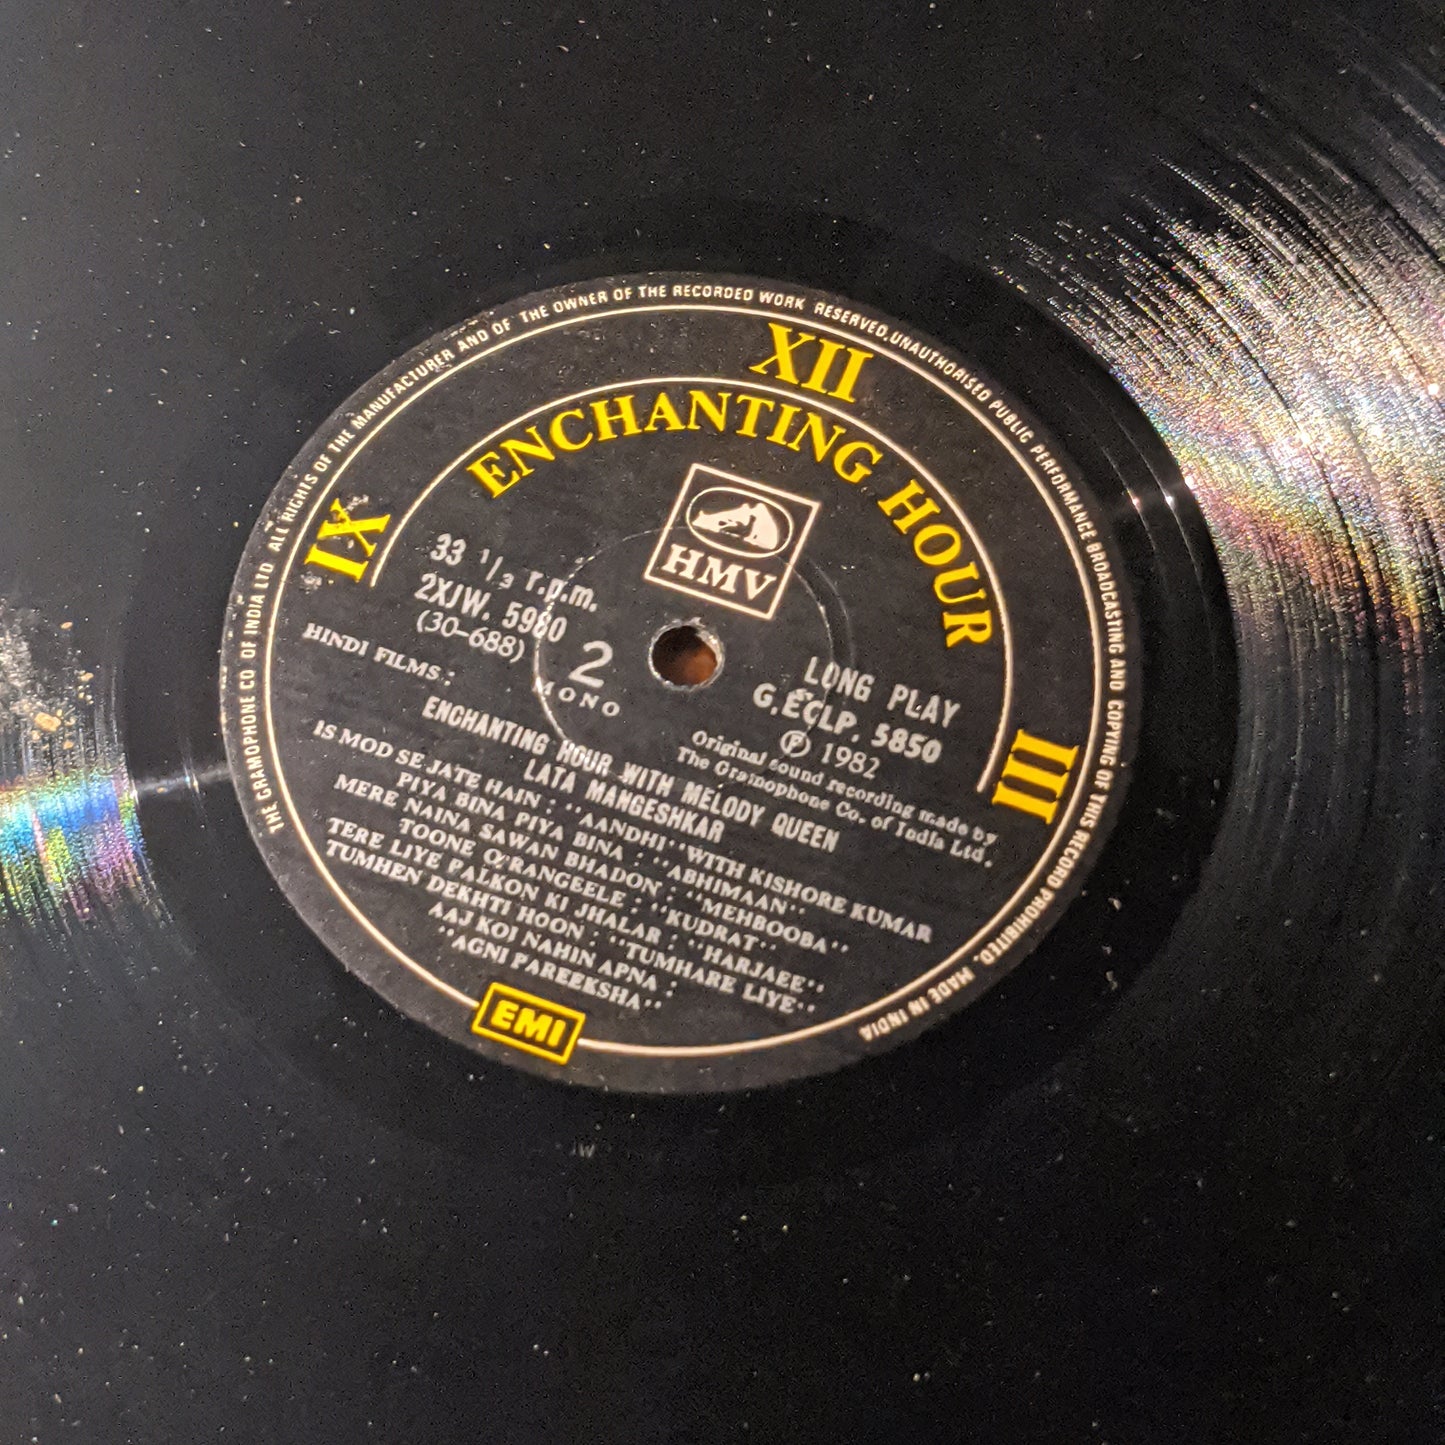 THE GRAMOPHONE CO OF INDIA LTD ALL RIGHTS OF THE MANUFACTURER AND OF THE OWNER OF THE RECORDED WORK RESERVED. UNAUTHORISED PUBLIC PERFORMANCE BROADCASTING AND COPYING OF THIS RECORD PROHIBITED. MADE IN INDIA
XII
IX
III
ENCHANTING HOUR
HMV
33 1/3 r.p.m.
2XJW. 5980
(30-688)
2
MONO
LONG PLAY
G.ECLP. 5850
Ⓟ 1982
Original sound recording made by
The Gramophone Co. of India Ltd.
HINDI FILMS :
ENCHANTING HOUR WITH MELODY QUEEN
LATA MANGESHKAR
IS MOD SE JATE HAIN : "AANDHI" WITH KISHORE KUMAR
PIYA BINA PIYA BINA : "ABHIMAAN"
MERE NAINA SAWAN BHADON : "MEHBOOBA"
TOONE O'RANGEELE : "KUDRAT"
TERE LIYE PALKON KI JHALAR : "HARJAEE"
TUMHEN DEKHTI HOON : "TUMHARE LIYE"
AAJ KOI NAHIN APNA :
"AGNI PAREEKSHA"
EMI